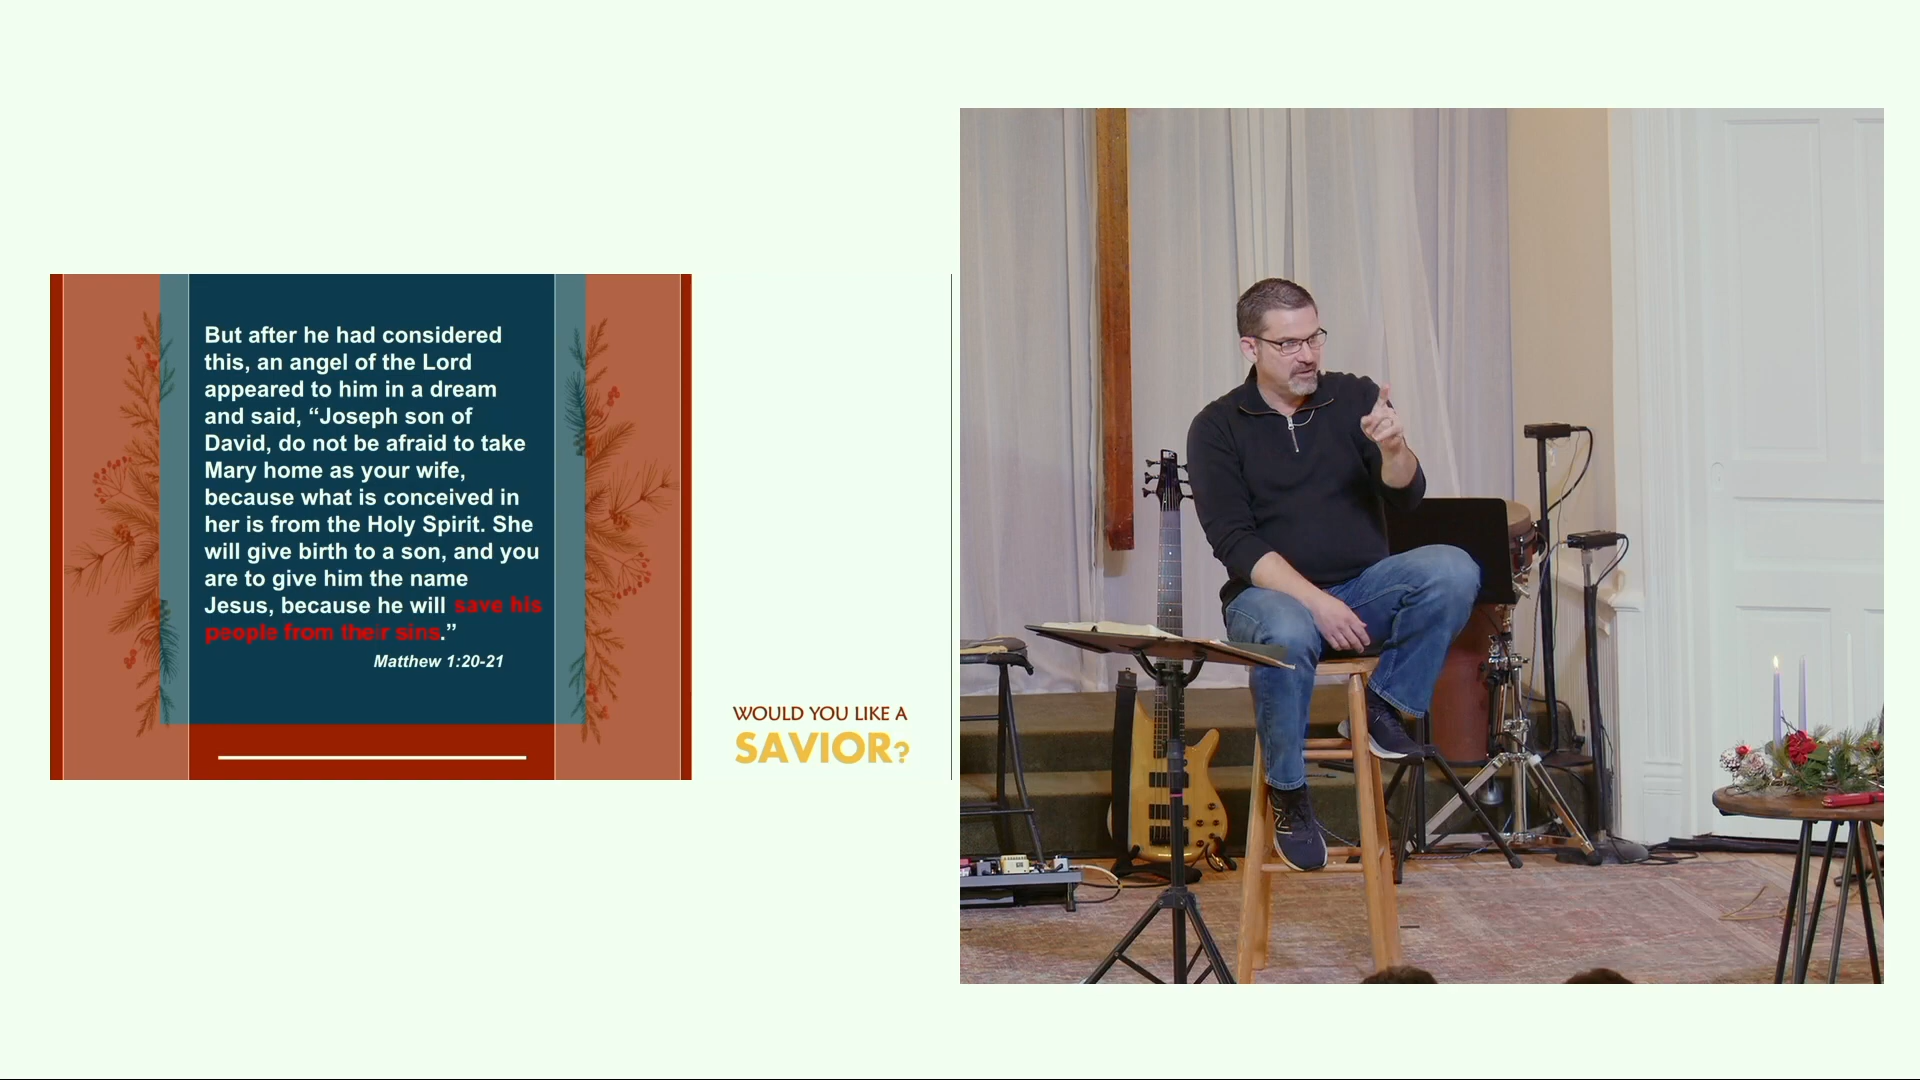 But after he had considered
this, an angel of the Lord
appeared to him in a dream
and said, “Joseph son of
David, do not be afraid to take
Mary home as your wife,
because what is conceived in
her is from the Holy Spirit. She
will give birth to a son, and you
are to give him the name
Jesus, because he will save his
people from their sins.”
Matthew 1:20-21
WOULD YOU LIKE A
SAVIOR?